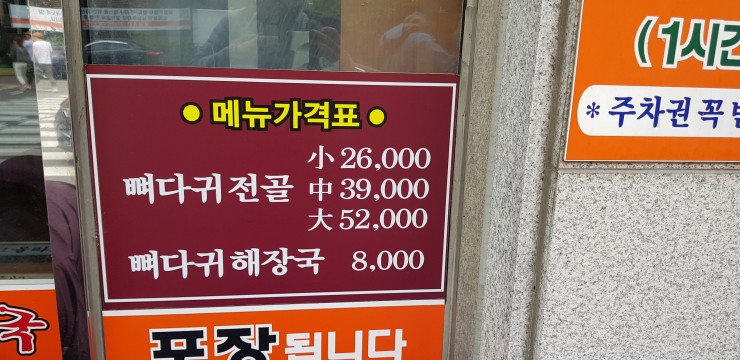 ● 메뉴가격표 ●
小 26,000
뼈다귀전골 中 39,000
大 52,000
뼈다귀해장국 8,000
포장됩니다
(1시간
* 주차권 꼭
국